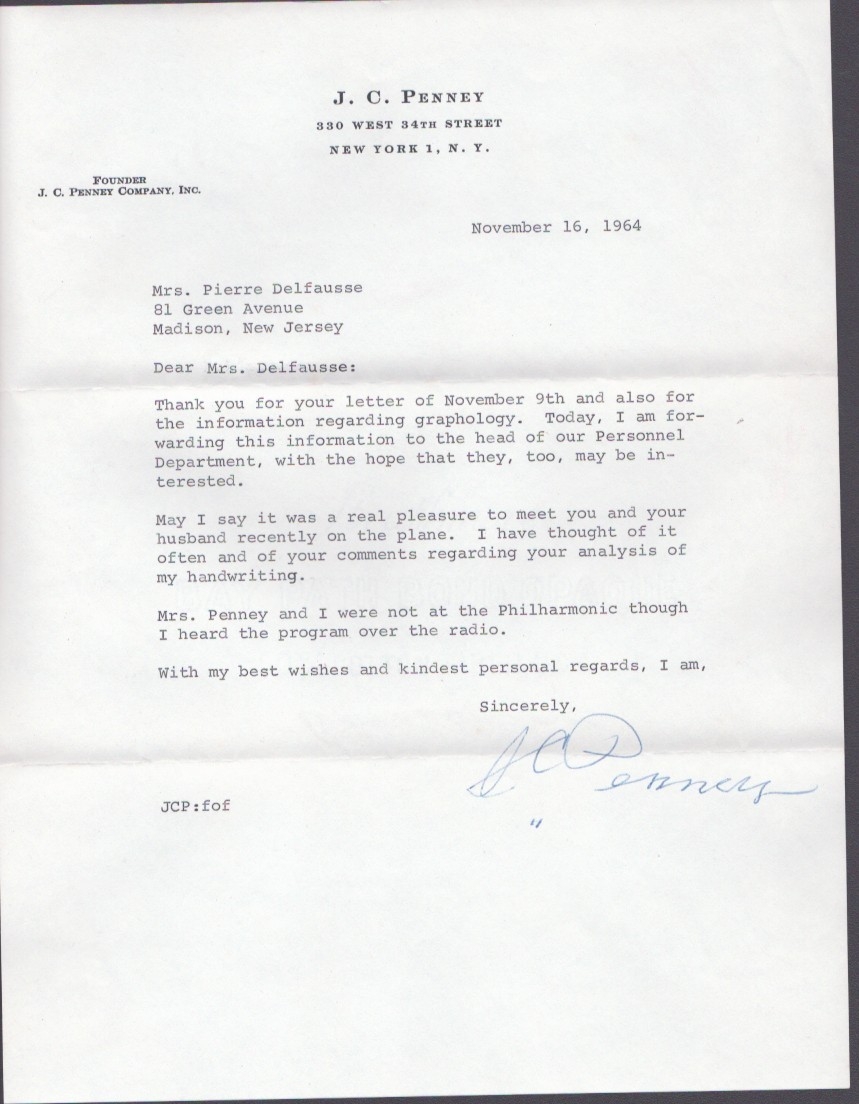 J. C. PENNEY
330 WEST 34TH STREET
NEW YORK 1, N. Y.
FOUNDER
J. C. PENNEY COMPANY, INC.
November 16, 1964
Mrs. Pierre Delfausse
81 Green Avenue
Madison, New Jersey
Dear Mrs. Delfausse:
Thank you for your letter of November 9th and also for
the information regarding graphology.  Today, I am for-
warding this information to the head of our Personnel
Department, with the hope that they, too, may be in-
terested.
May I say it was a real pleasure to meet you and your
husband recently on the plane.  I have thought of it
often and of your comments regarding your analysis of
my handwriting.
Mrs. Penney and I were not at the Philharmonic though
I heard the program over the radio.
With my best wishes and kindest personal regards, I am,
Sincerely,
J C Penney
JCP:fof